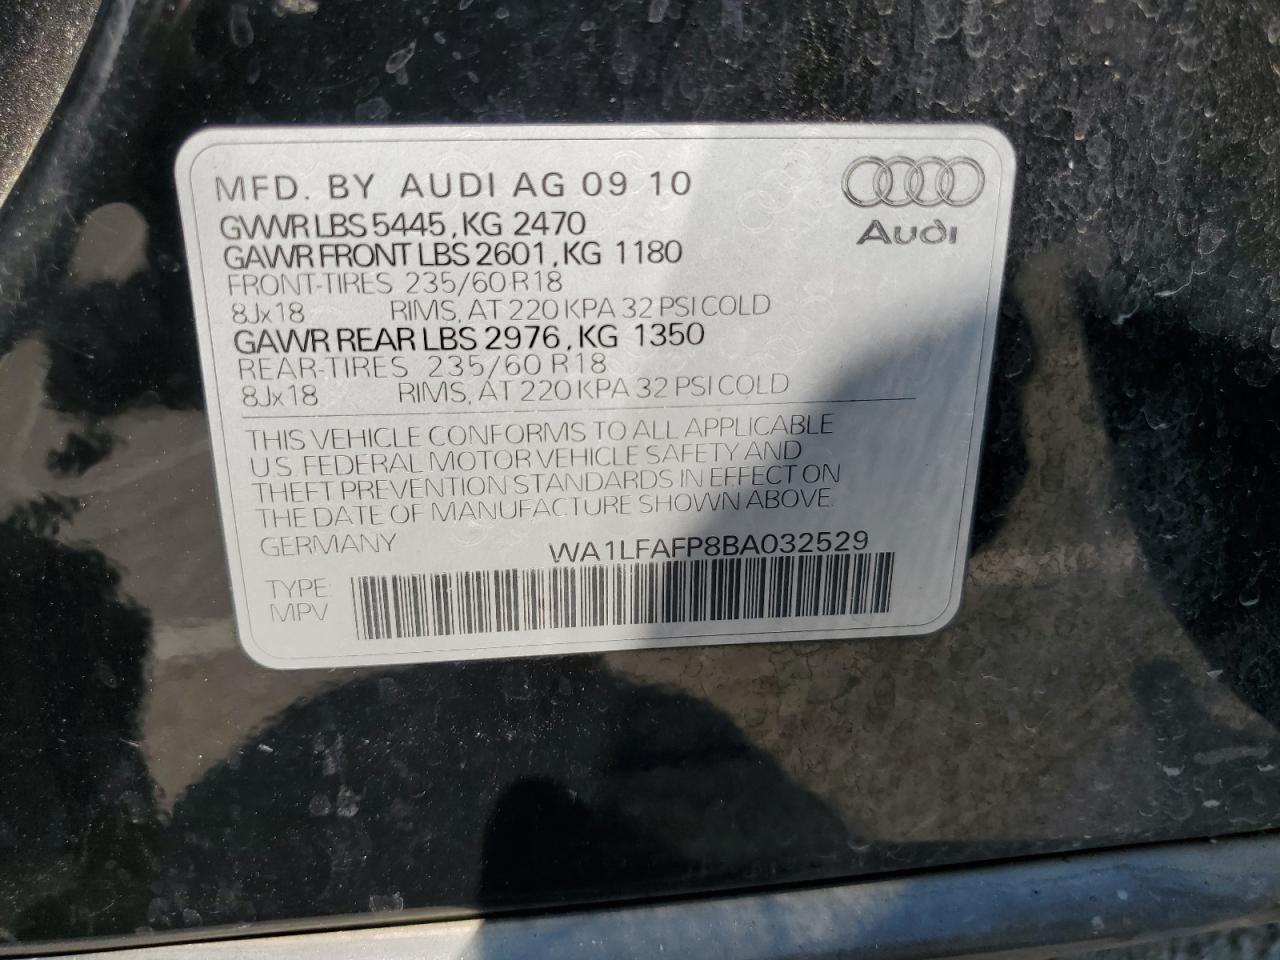 MFD. BY AUDI AG 09 10
GVWR LBS 5445, KG 2470
GAWR FRONT LBS 2601, KG 1180
FRONT-TIRES 235/60 R18
8Jx18 RIMS, AT 220 KPA 32 PSI COLD
GAWR REAR LBS 2976, KG 1350
REAR-TIRES 235/60 R18
8Jx18 RIMS, AT 220 KPA 32 PSI COLD
Audi
THIS VEHICLE CONFORMS TO ALL APPLICABLE
U.S. FEDERAL MOTOR VEHICLE SAFETY AND
THEFT PREVENTION STANDARDS IN EFFECT ON
THE DATE OF MANUFACTURE SHOWN ABOVE.
GERMANY WA1LFAFP8BA032529
TYPE
MPV